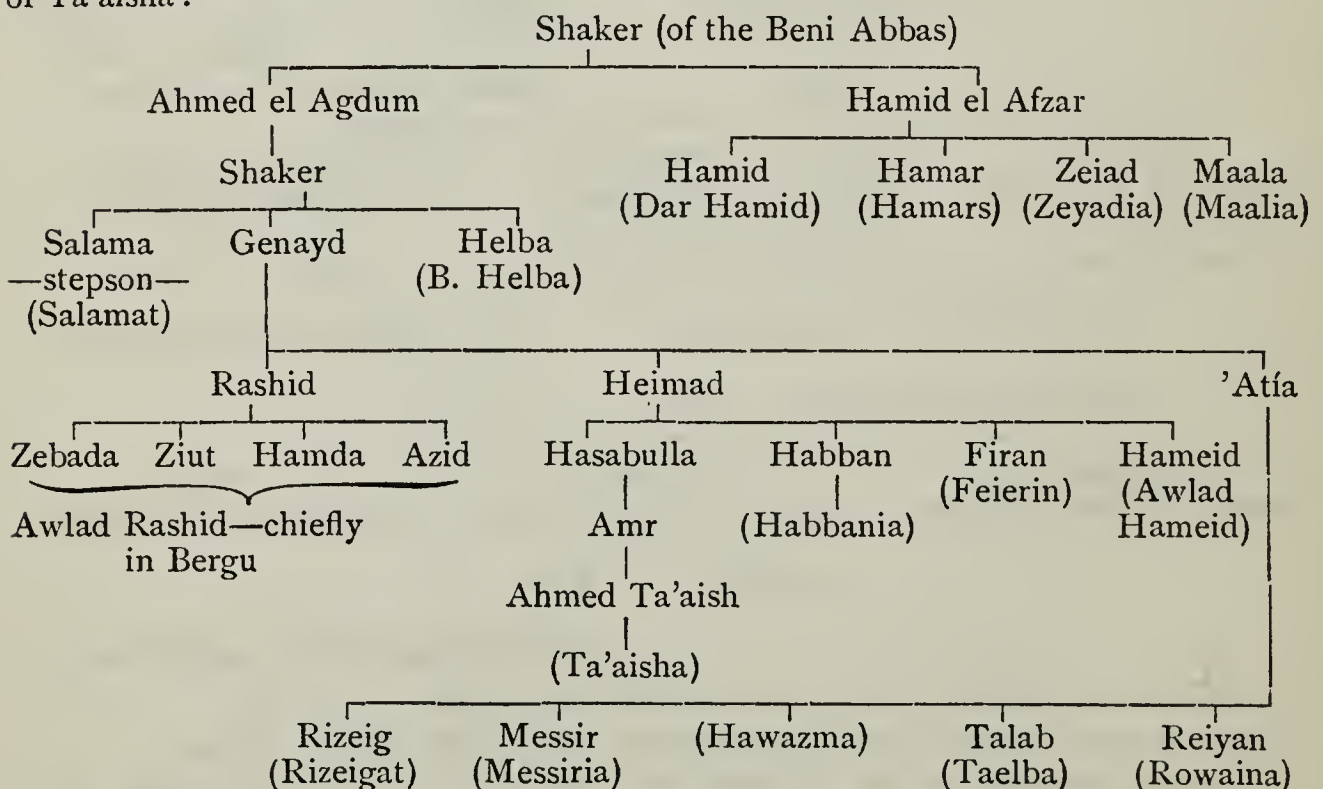 of Ta'aisha:
Shaker (of the Beni Abbas)
Ahmed el Agdum Hamid el Afzar
Shaker Hamid Hamar Zeiad Maala
(Dar Hamid) (Hamars) (Zeyadia) (Maalia)
Salama Genayd Helba
—stepson— (B. Helba)
(Salamat)
Rashid Heimad 'Atía
Zebada Ziut Hamda Azid Hasabulla Habban Firan Hameid
(Feierin) (Awlad
Awlad Rashid—chiefly Amr (Habbania) Hameid)
in Bergu
Ahmed Ta'aish
(Ta'aisha)
Rizeig Messir (Hawazma) Talab Reiyan
(Rizeigat) (Messiria) (Taelba) (Rowaina)